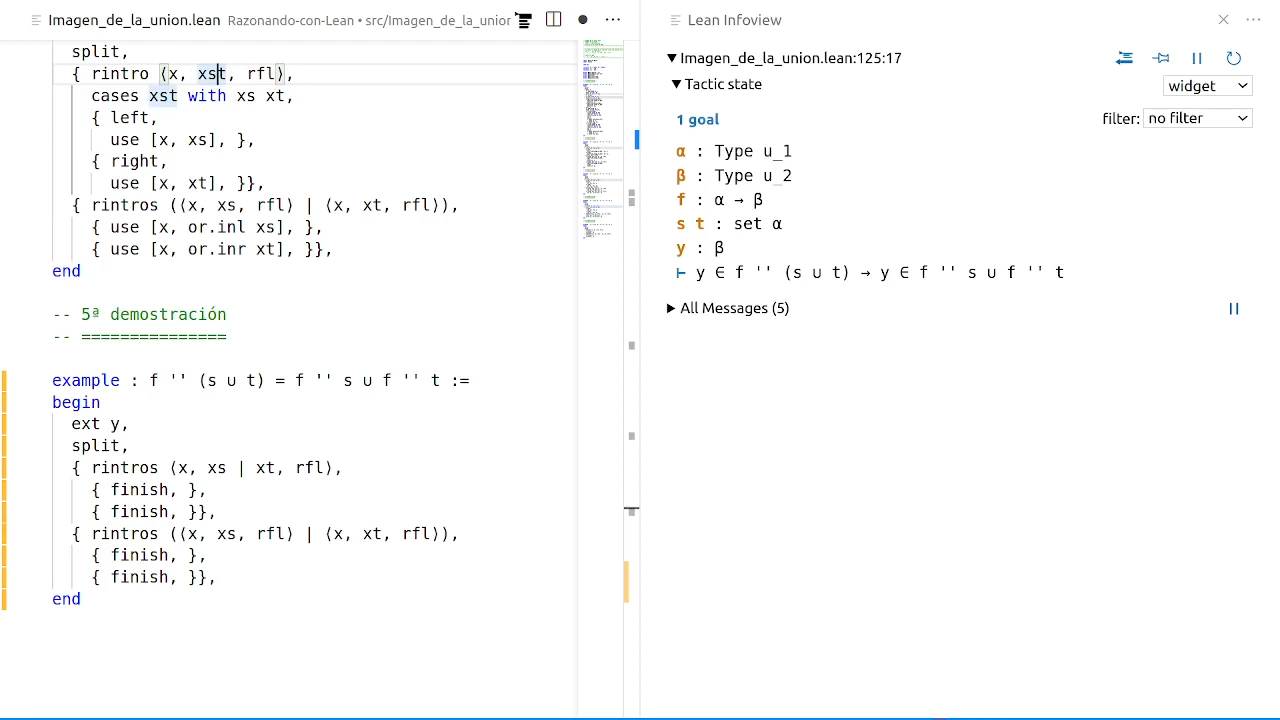 Imagen_de_la_union.lean Razonando-con-Lean • src/Imagen_de_la_union
split,
{ rintro ⟨x, xst, rfl⟩,
cases xst with xs xt,
{ left,
use [x, xs], },
{ right,
use [x, xt], }},
{ rintros (⟨x, xs, rfl⟩ | ⟨x, xt, rfl⟩),
{ use [x, or.inl xs], },
{ use [x, or.inr xt], }},
end
-- 5ª demostración
-- ===============
example : f '' (s ∪ t) = f '' s ∪ f '' t :=
begin
ext y,
split,
{ rintros ⟨x, xs | xt, rfl⟩,
{ finish, },
{ finish, }},
{ rintros (⟨x, xs, rfl⟩ | ⟨x, xt, rfl⟩),
{ finish, },
{ finish, }},
end
Lean Infoview
Imagen_de_la_union.lean:125:17
Tactic state
widget
1 goal
filter: no filter
α : Type u_1
β : Type u_2
f : α → β
s t : set α
y : β
⊢ y ∈ f '' (s ∪ t) → y ∈ f '' s ∪ f '' t
All Messages (5)